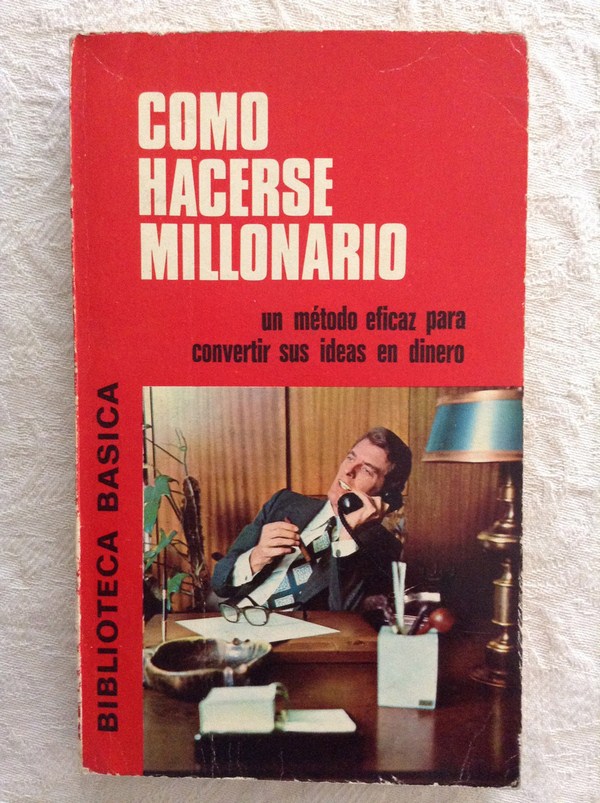 COMO
HACERSE
MILLONARIO
un método eficaz para
convertir sus ideas en dinero
BIBLIOTECA BASICA